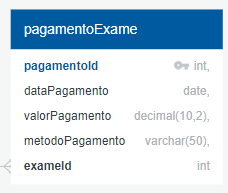 pagamentoExame
pagamentoId int,
dataPagamento date,
valorPagamento decimal(10,2),
metodoPagamento varchar(50),
exameId int